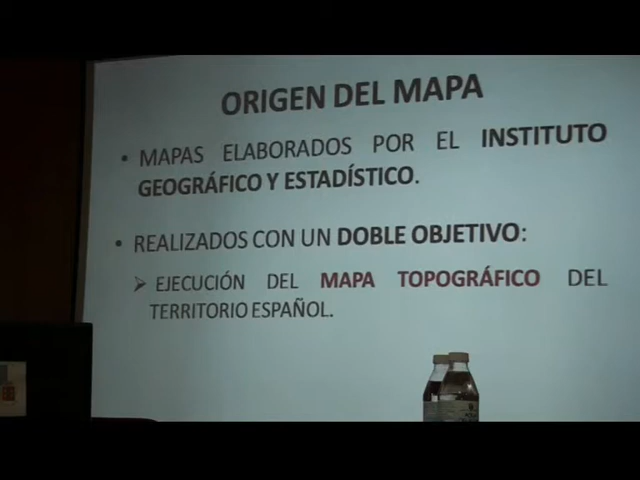 ORIGEN DEL MAPA
• MAPAS ELABORADOS POR EL INSTITUTO
GEOGRÁFICO Y ESTADÍSTICO.
• REALIZADOS CON UN DOBLE OBJETIVO:
➢ EJECUCIÓN DEL MAPA TOPOGRÁFICO DEL
TERRITORIO ESPAÑOL.